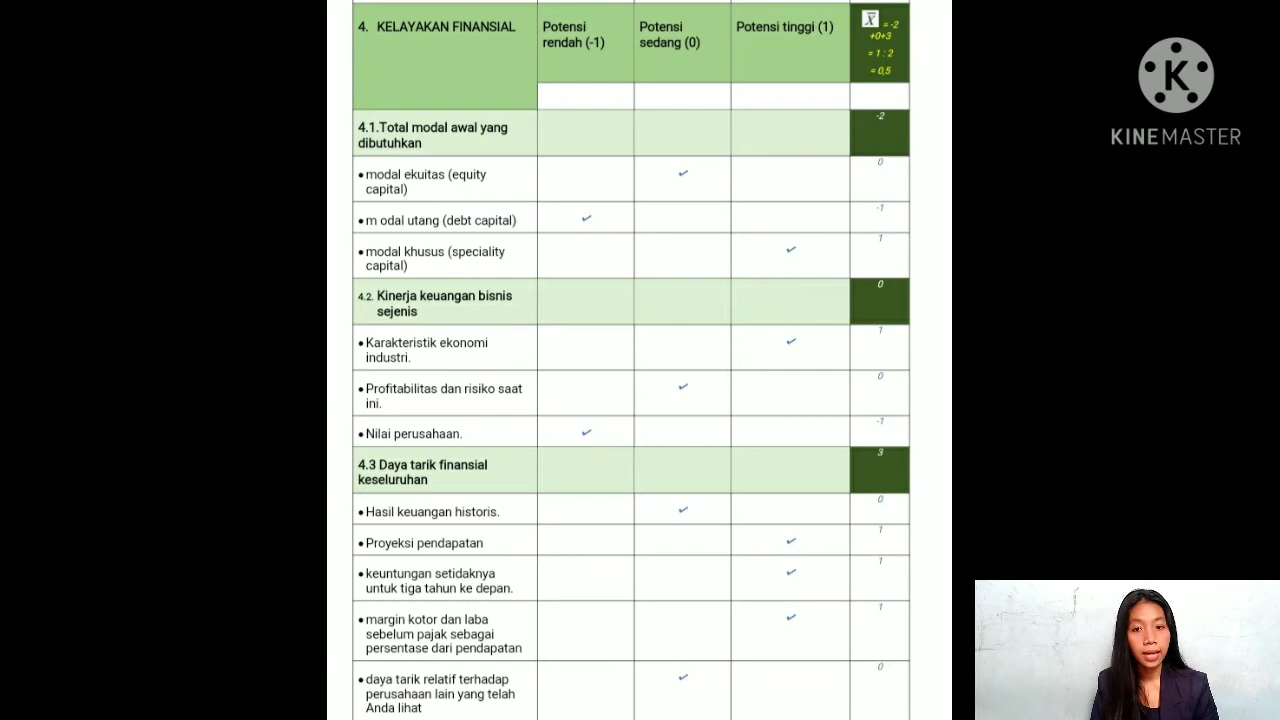 4. KELAYAKAN FINANSIAL
Potensi rendah (-1)
Potensi sedang (0)
Potensi tinggi (1)
X̅ = -2
+0+3
= 1 : 2
= 0,5
4.1.Total modal awal yang
dibutuhkan
-2
• modal ekuitas (equity
capital)
✓
0
• m odal utang (debt capital)
✓
-1
• modal khusus (speciality
capital)
✓
1
4.2. Kinerja keuangan bisnis
sejenis
0
• Karakteristik ekonomi
industri.
✓
1
• Profitabilitas dan risiko saat
ini.
✓
0
• Nilai perusahaan.
✓
-1
4.3 Daya tarik finansial
keseluruhan
3
• Hasil keuangan historis.
✓
0
• Proyeksi pendapatan
✓
1
• keuntungan setidaknya
untuk tiga tahun ke depan.
✓
1
• margin kotor dan laba
sebelum pajak sebagai
persentase dari pendapatan
✓
1
• daya tarik relatif terhadap
perusahaan lain yang telah
Anda lihat
✓
0
K
KINEMASTER